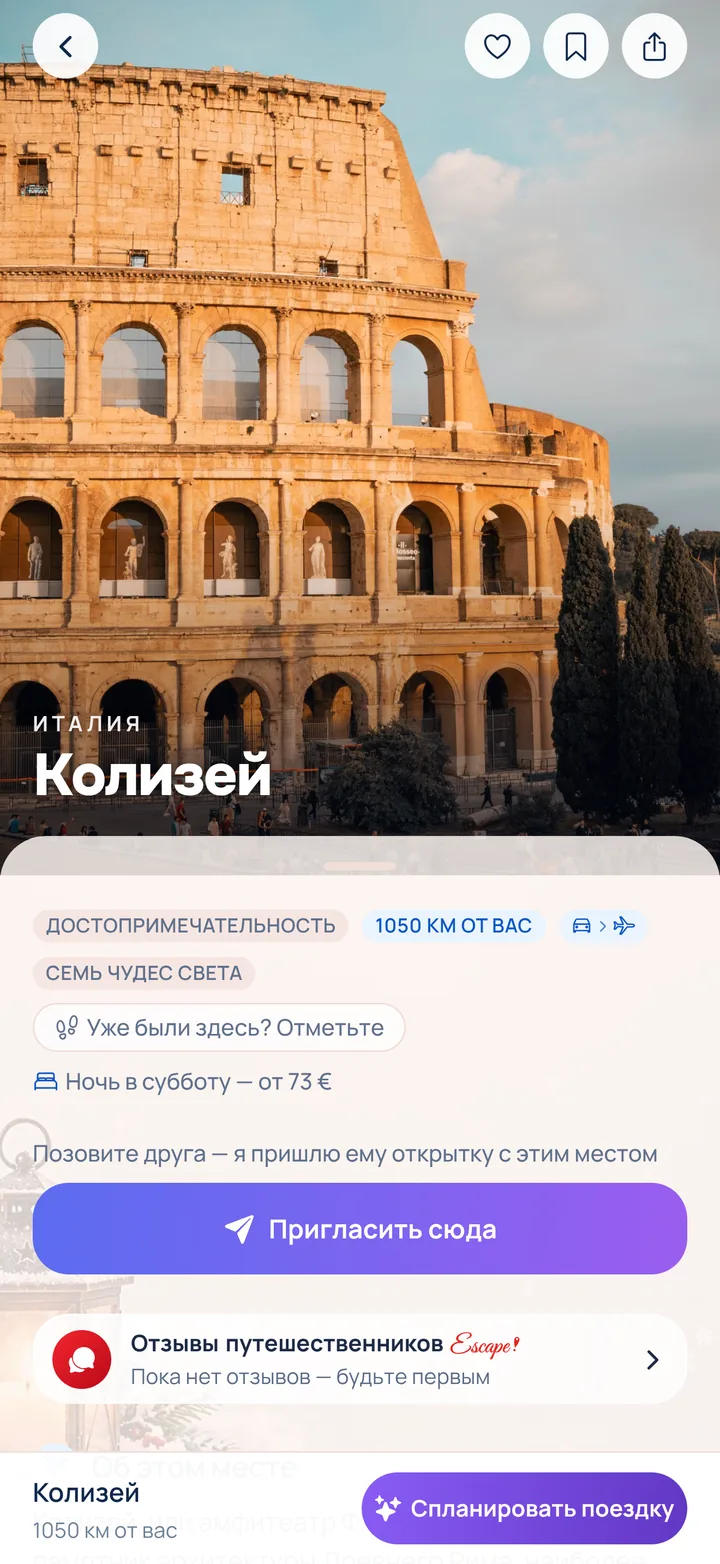 ИТАЛИЯ
Колизей
ДОСТОПРИМЕЧАТЕЛЬНОСТЬ
1050 КМ ОТ ВАС
СЕМЬ ЧУДЕС СВЕТА
Уже были здесь? Отметьте
Ночь в субботу — от 73 €
Позовите друга — я пришлю ему открытку с этим местом
Пригласить сюда
Отзывы путешественников Escape!
Пока нет отзывов — будьте первым
Об этом месте
Колизей
1050 км от вас
Спланировать поездку